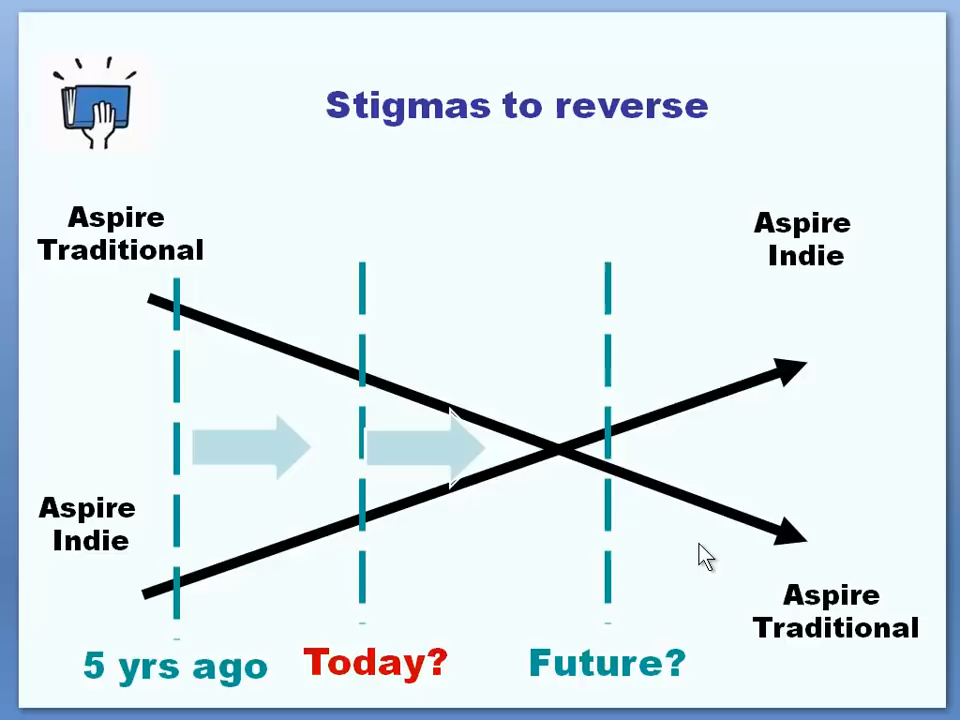 Stigmas to reverse
Aspire
Traditional
Aspire
Indie
Aspire
Indie
Aspire
Traditional
5 yrs ago
Today?
Future?